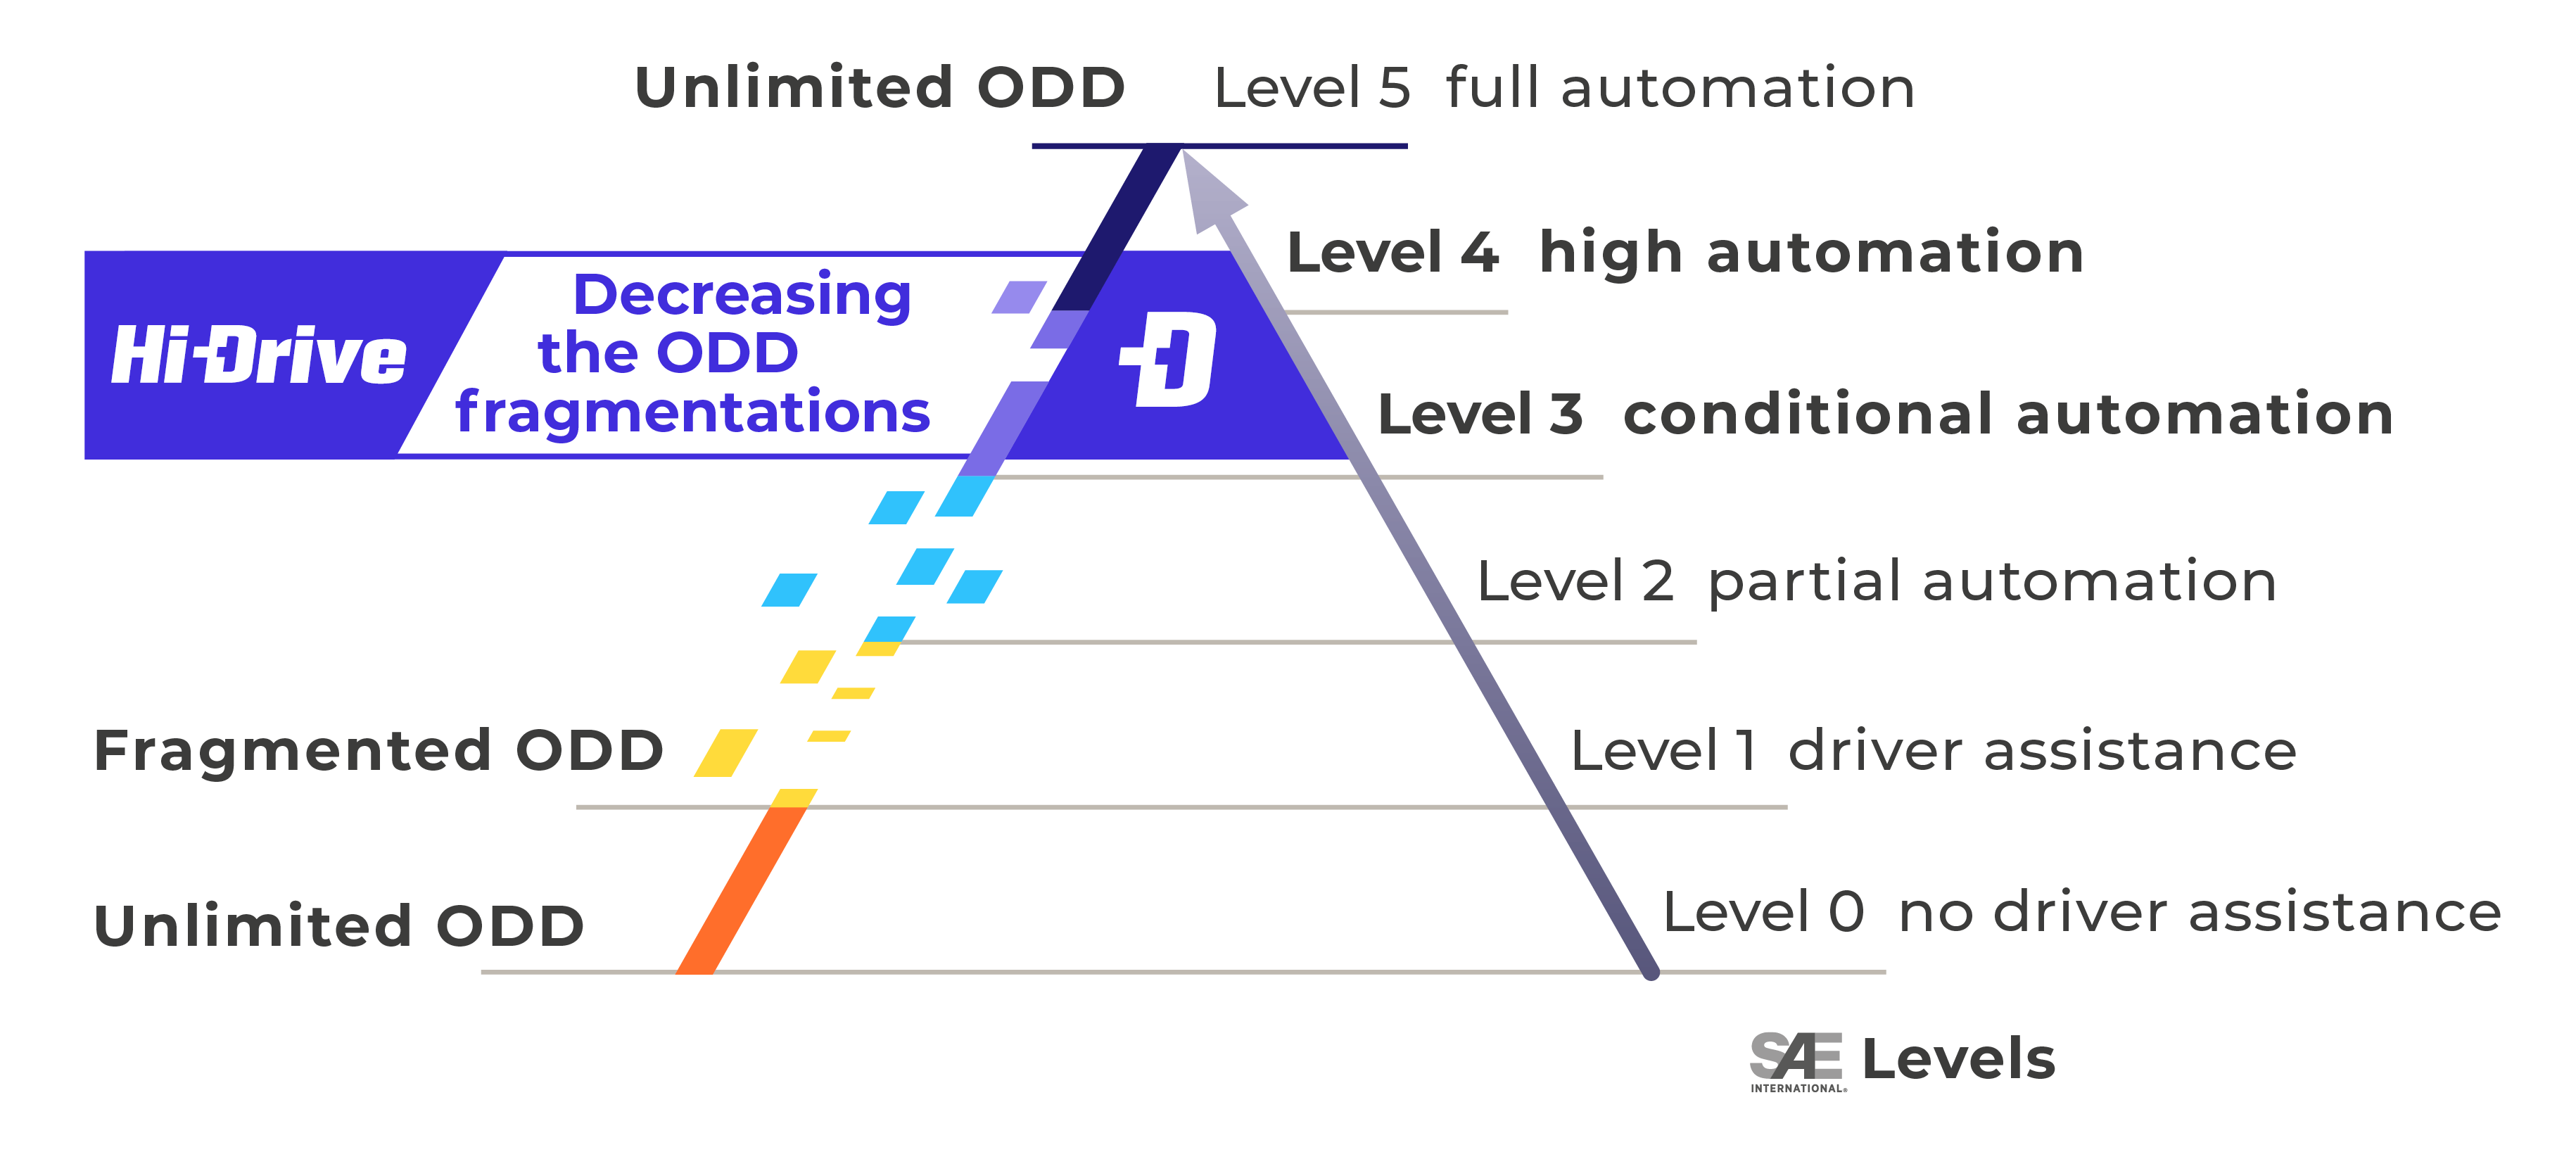 Unlimited ODD Level 5 full automation
Level 4 high automation
Hi-Drive
Decreasing
the ODD
fragmentations
D
Level 3 conditional automation
Level 2 partial automation
Fragmented ODD
Level 1 driver assistance
Unlimited ODD
Level 0 no driver assistance
SAE
INTERNATIONAL®
Levels